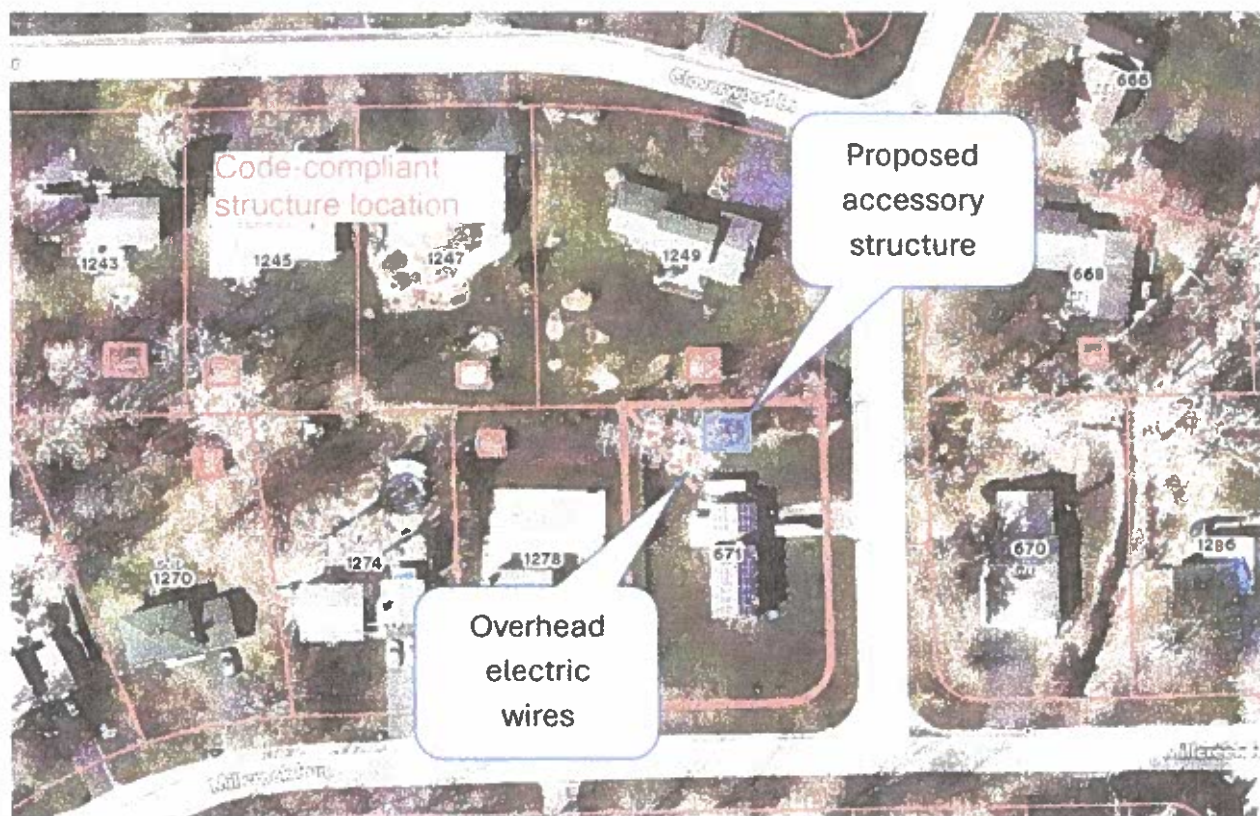 666
Proposed
accessory
structure
Code-compliant
structure location
1243
1245
1247
1249
668
1270
1274
1278
671
670
1286
Overhead
electric
wires